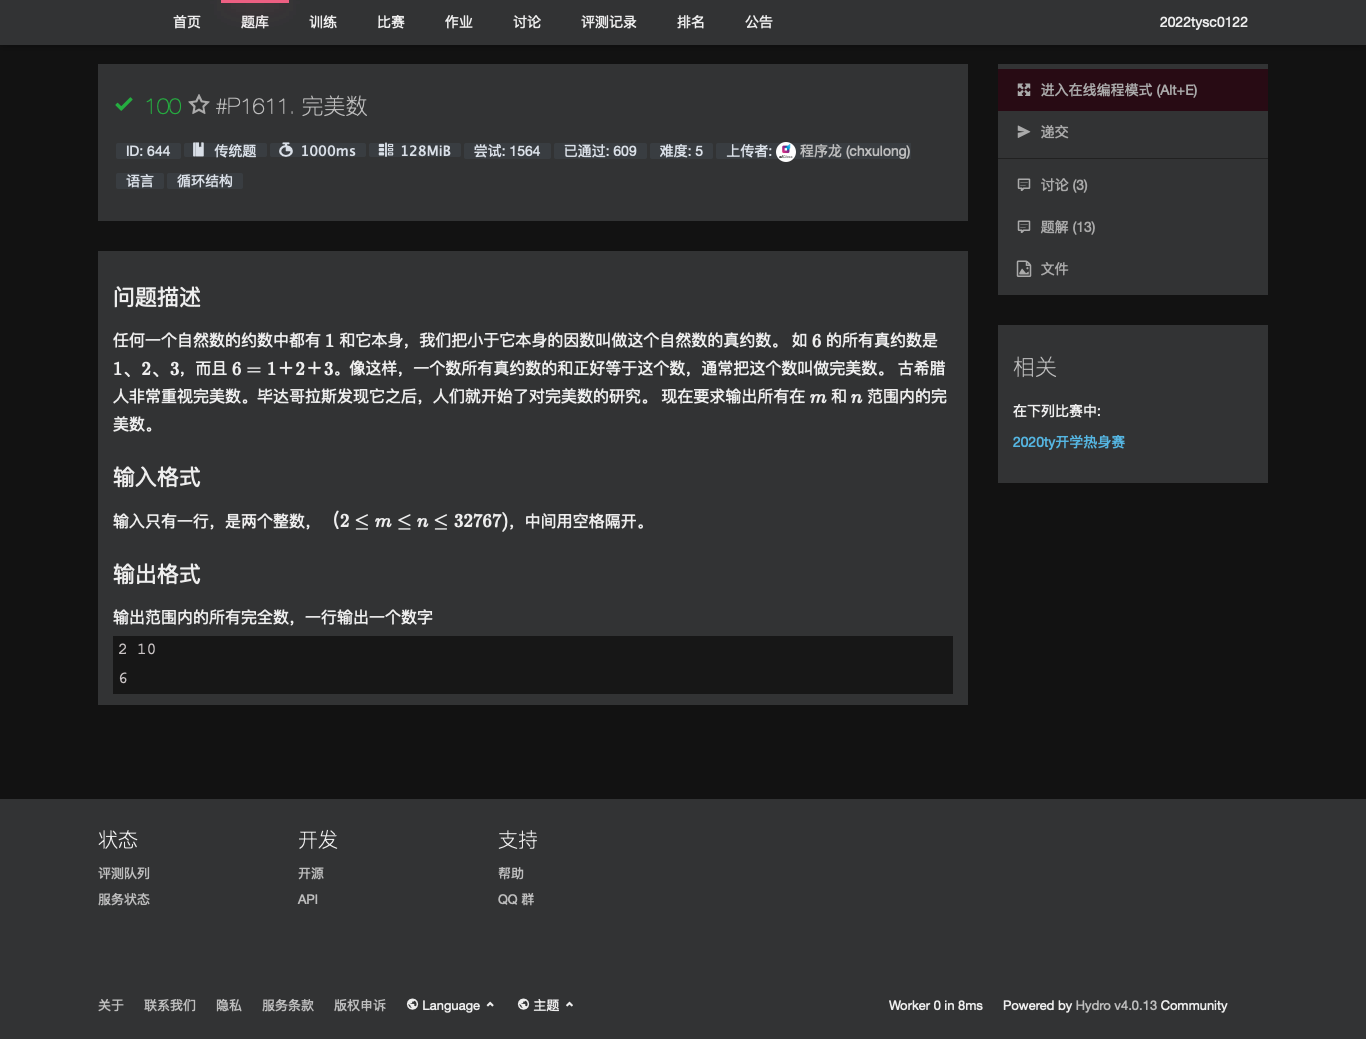 首页 题库 训练 比赛 作业 讨论 评测记录 排名 公告 2022tysc0122
100 #P1611. 完美数
ID: 644 传统题 1000ms 128MiB 尝试: 1564 已通过: 609 难度: 5 上传者: 程序龙 (chxulong)
语言 循环结构
问题描述
任何一个自然数的约数中都有 1 和它本身，我们把小于它本身的因数叫做这个自然数的真约数。 如 6 的所有真约数是
1、2、3，而且 6 = 1+2+3。像这样，一个数所有真约数的和正好等于这个数，通常把这个数叫做完美数。 古希腊
人非常重视完美数。毕达哥拉斯发现它之后，人们就开始了对完美数的研究。 现在要求输出所有在 m 和 n 范围内的完
美数。
输入格式
输入只有一行，是两个整数， （2 ≤ m ≤ n ≤ 32767)，中间用空格隔开。
输出格式
输出范围内的所有完全数，一行输出一个数字
2 10
6
进入在线编程模式 (Alt+E)
递交
讨论 (3)
题解 (13)
文件
相关
在下列比赛中:
2020ty开学热身赛
状态 开发 支持
评测队列 开源 帮助
服务状态 API QQ 群
关于 联系我们 隐私 服务条款 版权申诉 Language 主题 Worker 0 in 8ms Powered by Hydro v4.0.13 Community